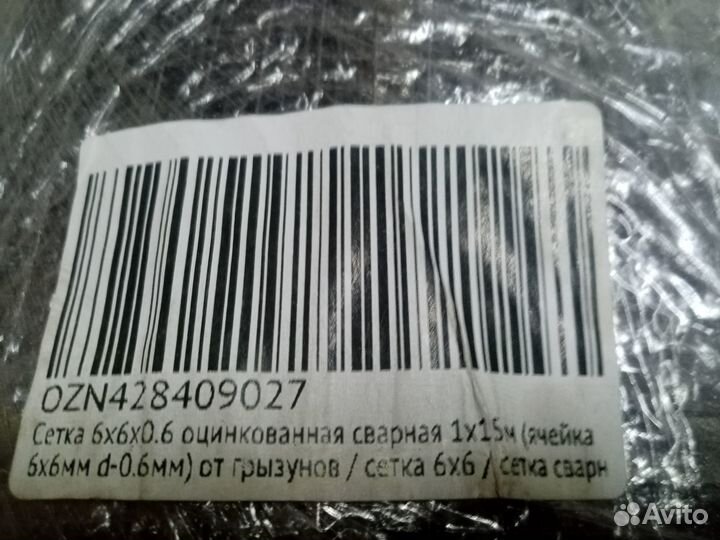 OZN428409027
Сетка 6х6х0.6 оцинкованная сварная 1х15м (ячейка
6х6мм d-0.6мм) от грызунов / сетка 6х6 / сетка сварн
Avito